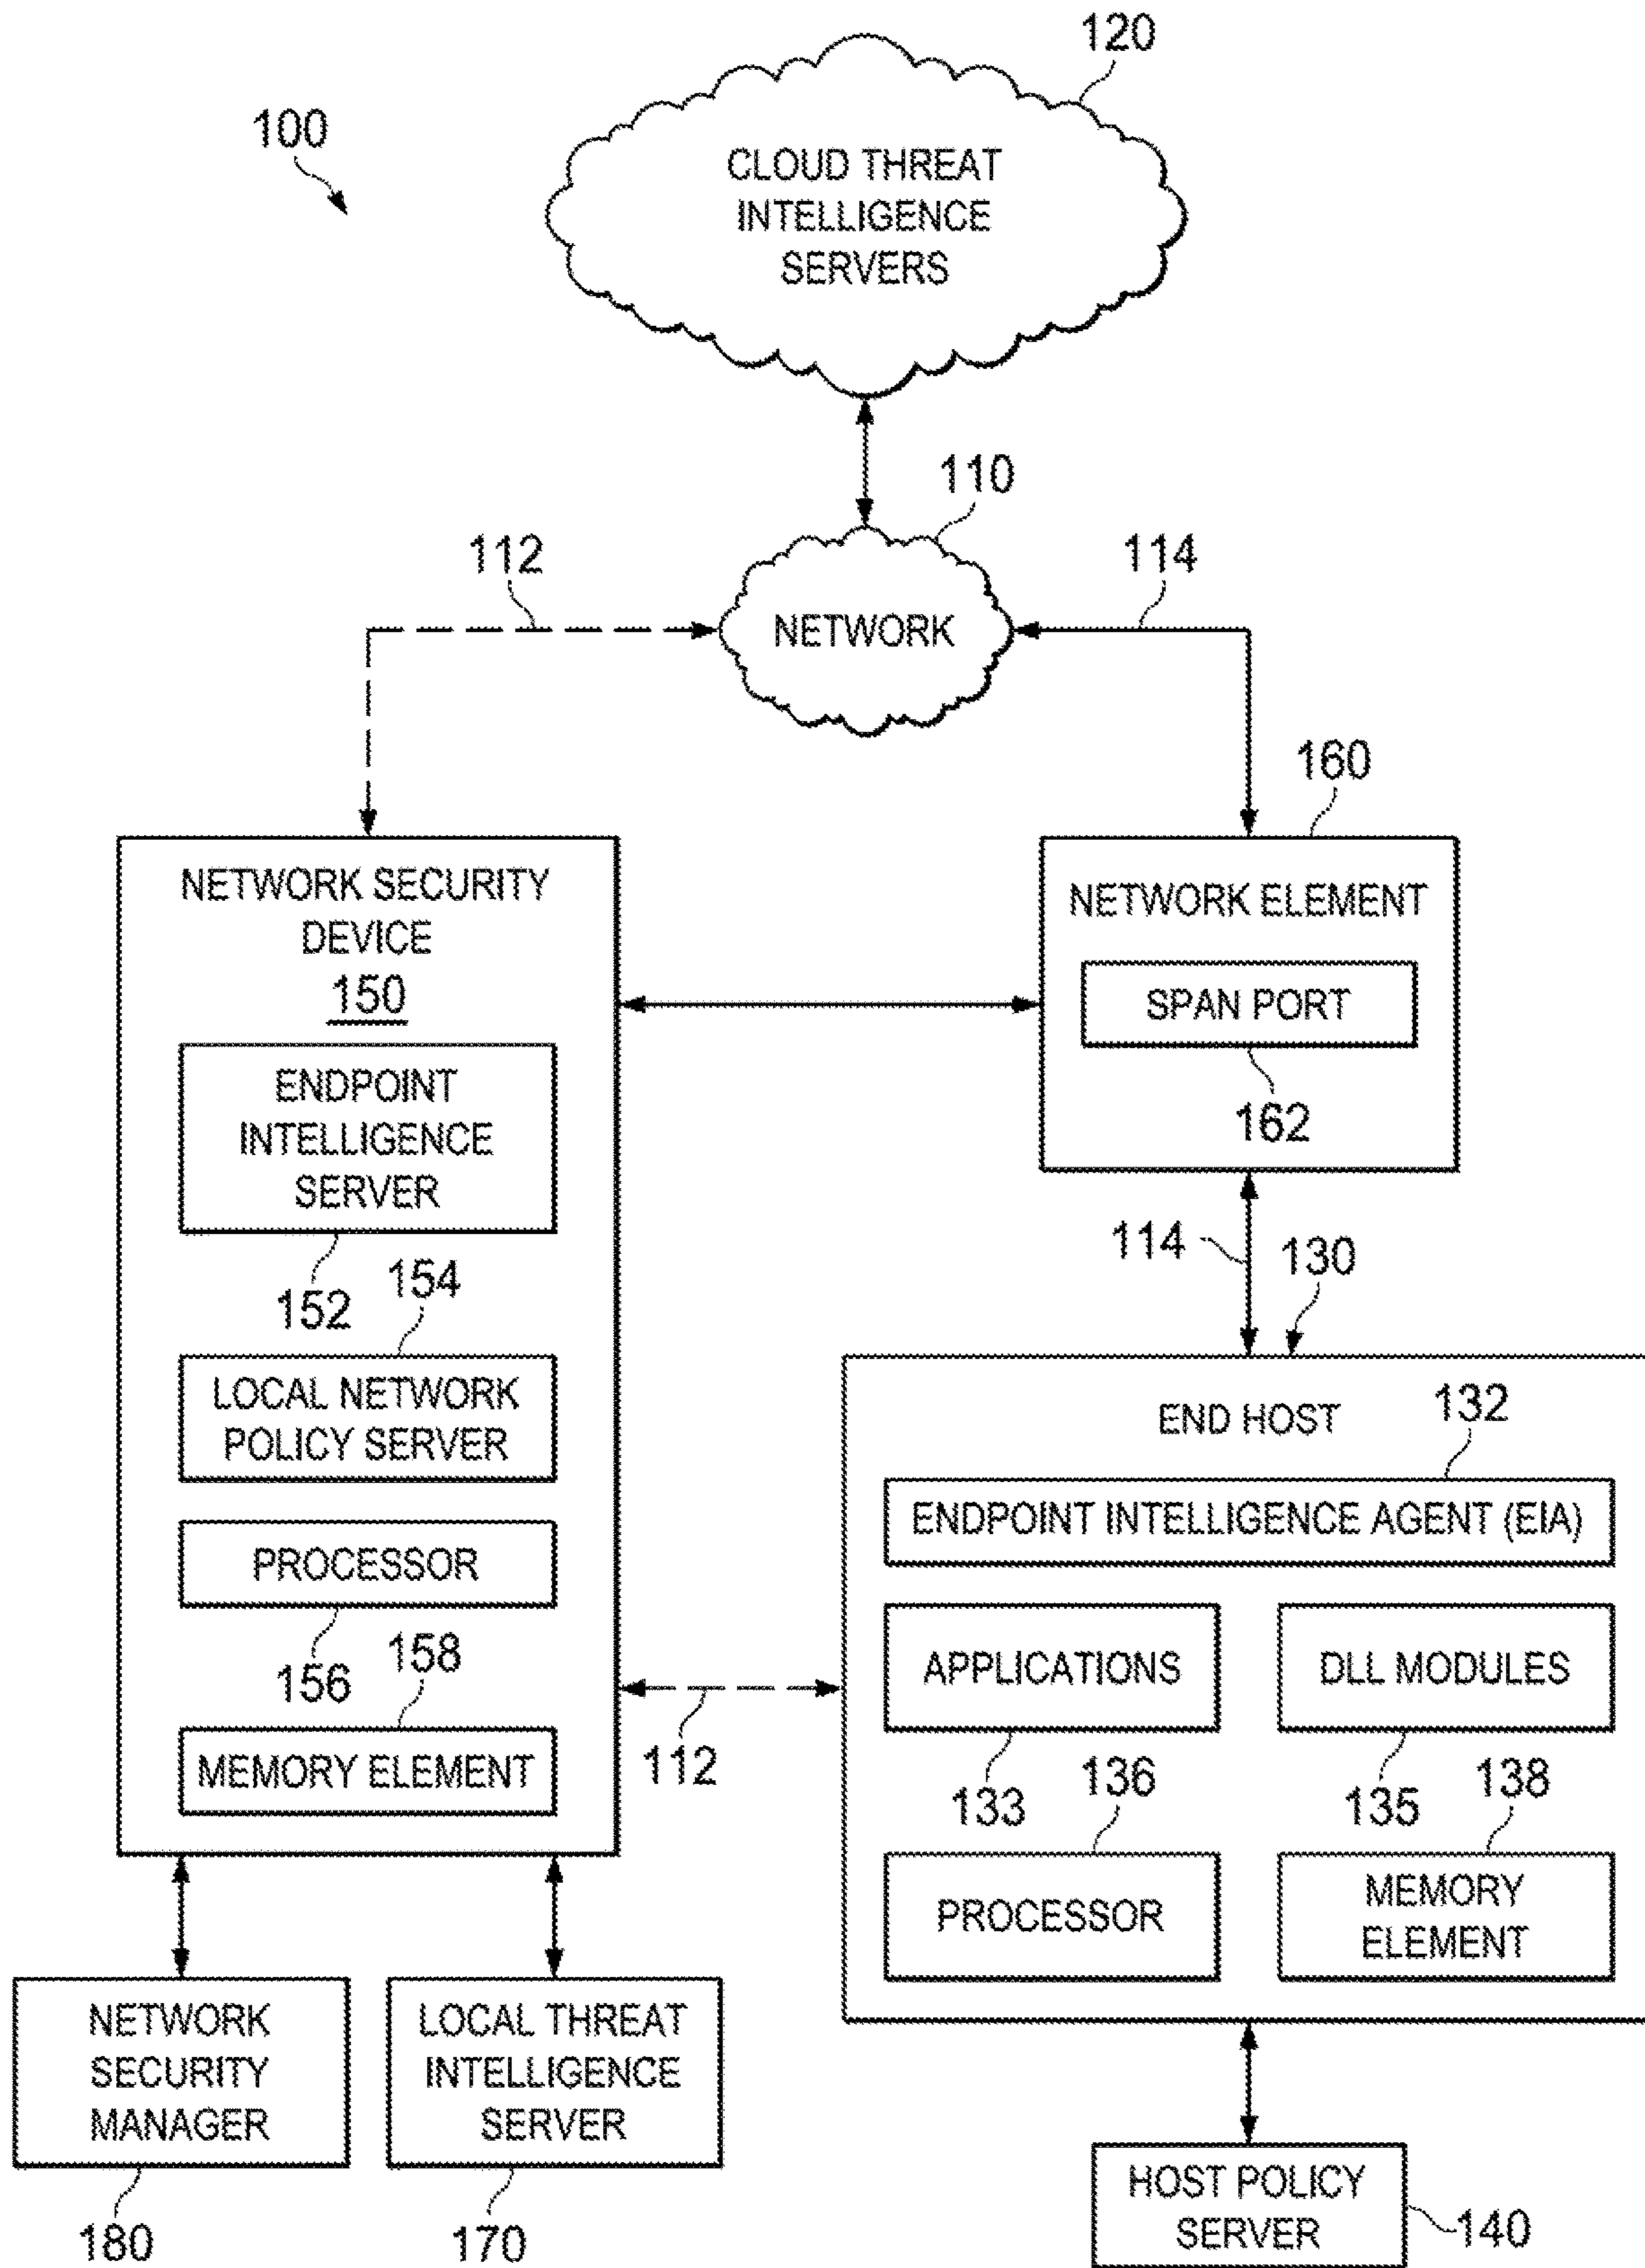 120
100
CLOUD THREAT
INTELLIGENCE
SERVERS
110
112
114
NETWORK
160
NETWORK SECURITY
DEVICE
150
NETWORK ELEMENT
SPAN PORT
162
ENDPOINT
INTELLIGENCE
SERVER
152
154
114
130
LOCAL NETWORK
POLICY SERVER
END HOST
132
ENDPOINT INTELLIGENCE AGENT (EIA)
PROCESSOR
156
158
APPLICATIONS
DLL MODULES
112
133
136
135
138
MEMORY ELEMENT
PROCESSOR
MEMORY
ELEMENT
NETWORK
SECURITY
MANAGER
180
LOCAL THREAT
INTELLIGENCE
SERVER
170
HOST POLICY
SERVER
140